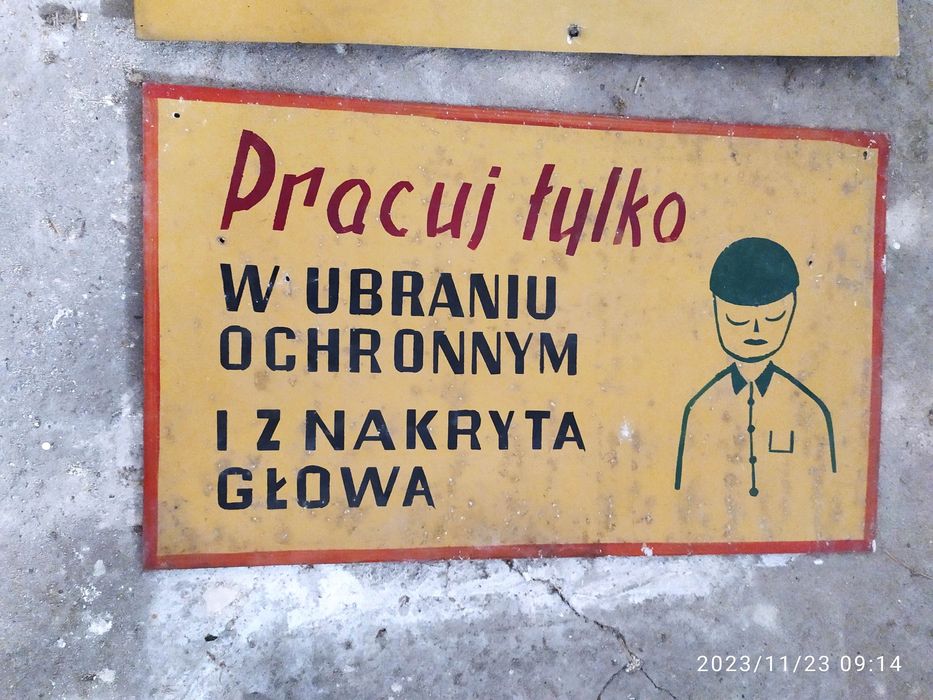 Pracuj tylko
W UBRANIU
OCHRONNYM
I Z NAKRYTA
GŁOWA
2023/11/23 09:14